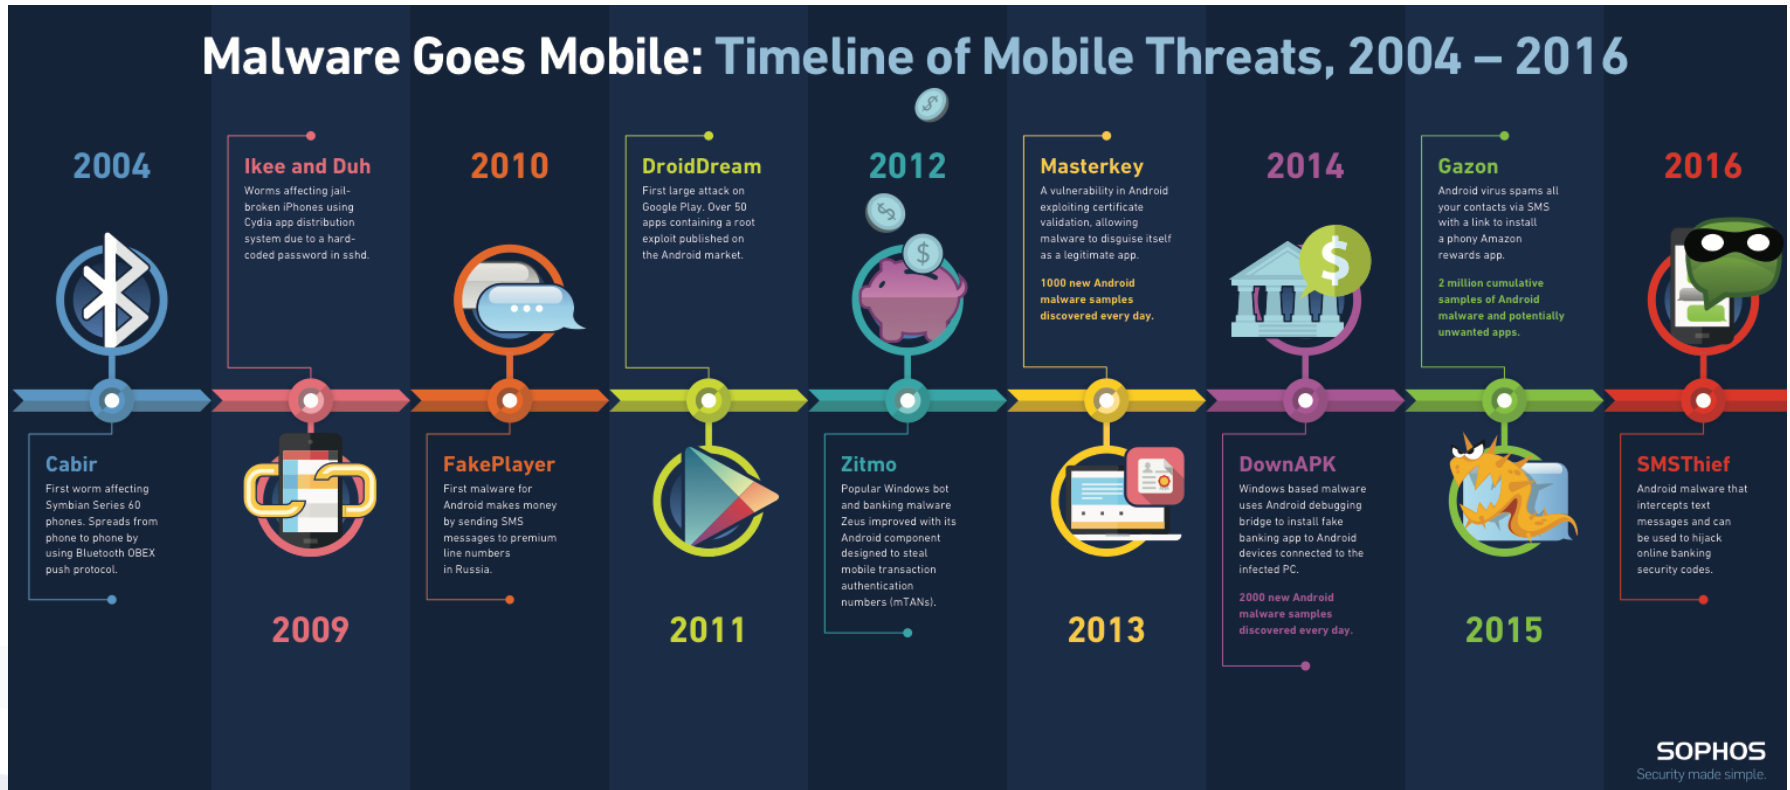 Malware Goes Mobile: Timeline of Mobile Threats, 2004 – 2016
2004
Cabir
First worm affecting
Symbian Series 60
phones. Spreads from
phone to phone by
using Bluetooth OBEX
push protocol.
Ikee and Duh
Worms affecting jail-
broken iPhones using
Cydia app distribution
system due to a hard-
coded password in sshd.
2009
2010
FakePlayer
First malware for
Android makes money
by sending SMS
messages to premium
line numbers
in Russia.
DroidDream
First large attack on
Google Play. Over 50
apps containing a root
exploit published on
the Android market.
2011
2012
Zitmo
Popular Windows bot
and banking malware
Zeus improved with its
Android component
designed to steal
mobile transaction
authentication
numbers (mTANs).
Masterkey
A vulnerability in Android
exploiting certificate
validation, allowing
malware to disguise itself
as a legitimate app.
1000 new Android
malware samples
discovered every day.
2013
2014
DownAPK
Windows based malware
uses Android debugging
bridge to install fake
banking app to Android
devices connected to the
infected PC.
2000 new Android
malware samples
discovered every day.
Gazon
Android virus spams all
your contacts via SMS
with a link to install
a phony Amazon
rewards app.
2 million cumulative
samples of Android
malware and potentially
unwanted apps.
2015
2016
SMSThief
Android malware that
intercepts text
messages and can
be used to hijack
online banking
security codes.
SOPHOS
Security made simple.